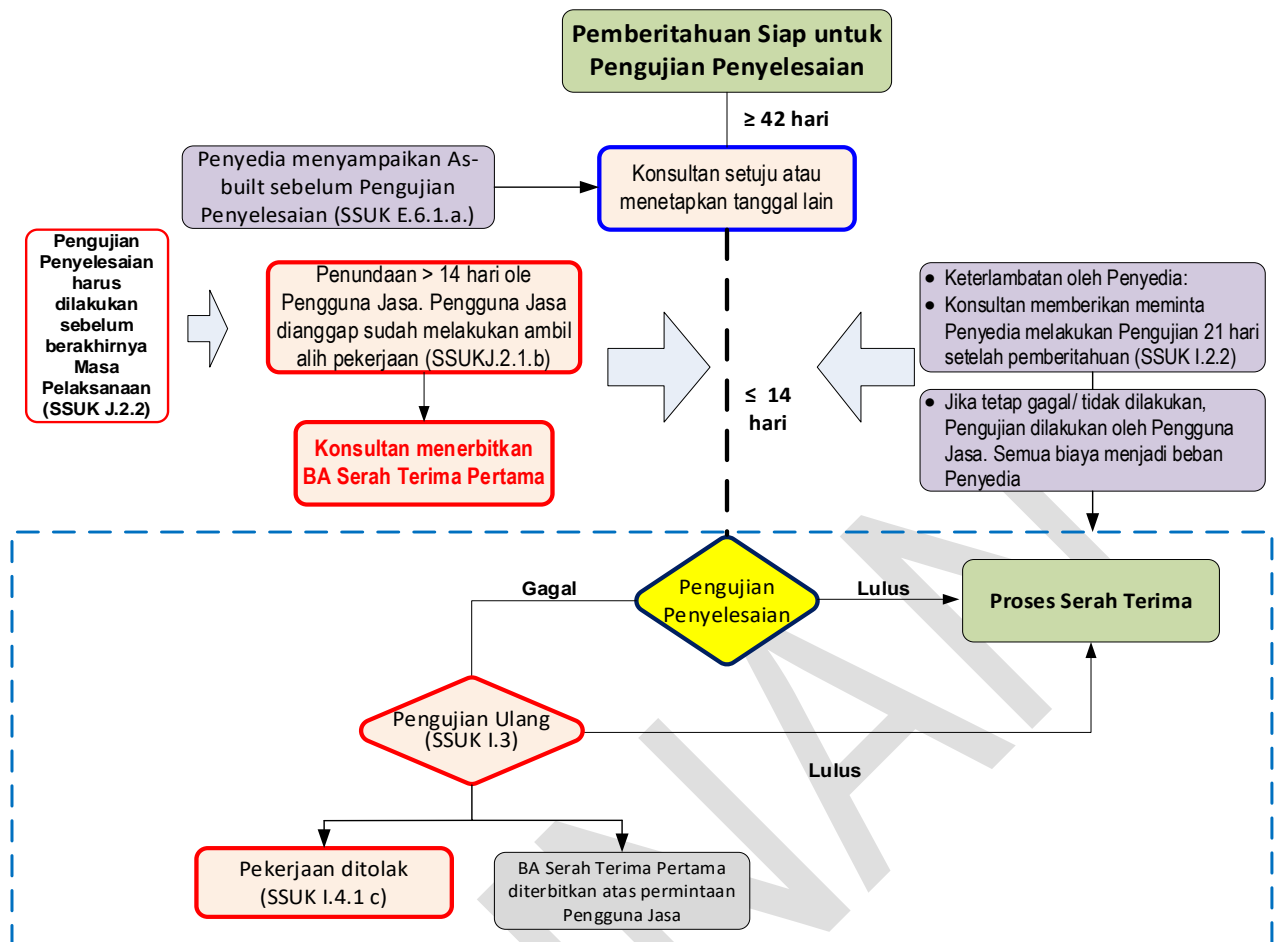 Pemberitahuan Siap untuk
Pengujian Penyelesaian
≥ 42 hari
Penyedia menyampaikan As-
built sebelum Pengujian
Penyelesaian (SSUK E.6.1.a.)
Konsultan setuju atau
menetapkan tanggal lain
Pengujian
Penyelesaian
harus
dilakukan
sebelum
berakhirnya
Masa
Pelaksanaan
(SSUK J.2.2)
Penundaan > 14 hari ole
Pengguna Jasa. Pengguna Jasa
dianggap sudah melakukan ambil
alih pekerjaan (SSUKJ.2.1.b)
Konsultan menerbitkan
BA Serah Terima Pertama
≤ 14
hari
• Keterlambatan oleh Penyedia:
• Konsultan memberikan meminta
Penyedia melakukan Pengujian 21 hari
setelah pemberitahuan (SSUK I.2.2)
• Jika tetap gagal/ tidak dilakukan,
Pengujian dilakukan oleh Pengguna
Jasa. Semua biaya menjadi beban
Penyedia
Gagal
Pengujian
Penyelesaian
Lulus
Proses Serah Terima
Pengujian Ulang
(SSUK I.3)
Lulus
Pekerjaan ditolak
(SSUK I.4.1 c)
BA Serah Terima Pertama
diterbitkan atas permintaan
Pengguna Jasa